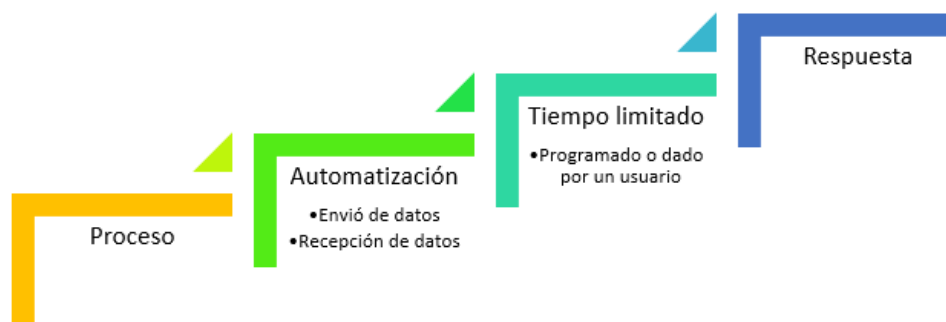 Proceso
Automatización
•Envió de datos
•Recepción de datos
Tiempo limitado
•Programado o dado
por un usuario
Respuesta